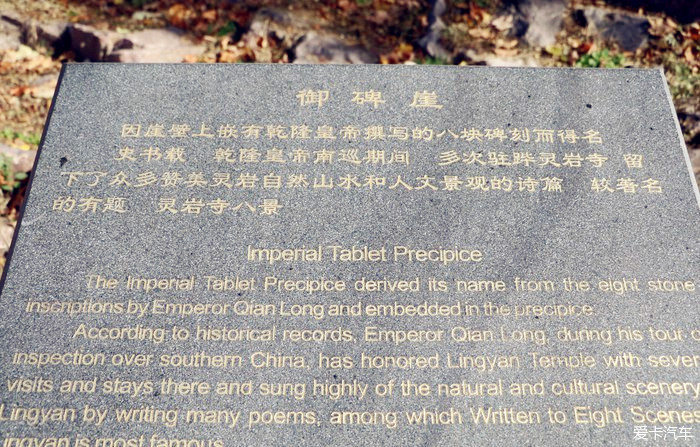 御碑崖
因崖壁上嵌有乾隆皇帝撰写的八块碑刻而得名
史书载 乾隆皇帝南巡期间 多次驻跸灵岩寺 留
下了众多赞美灵岩自然山水和人文景观的诗篇 较著名
的有题 灵岩寺八景
Imperial Tablet Precipice
The Imperial Tablet Precipice derived its name from the eight stone
inscriptions by Emperor Qian Long and embedded in the precipice.
According to historical records, Emperor Qian Long, during his tour o
inspection over southern China, has honored Lingyan Temple with sever
visits and stays there and sung highly of the natural and cultural scenery
Lingyan by writing many poems, among which Written to Eight Scene
ingyan is most famous.
爱卡汽车